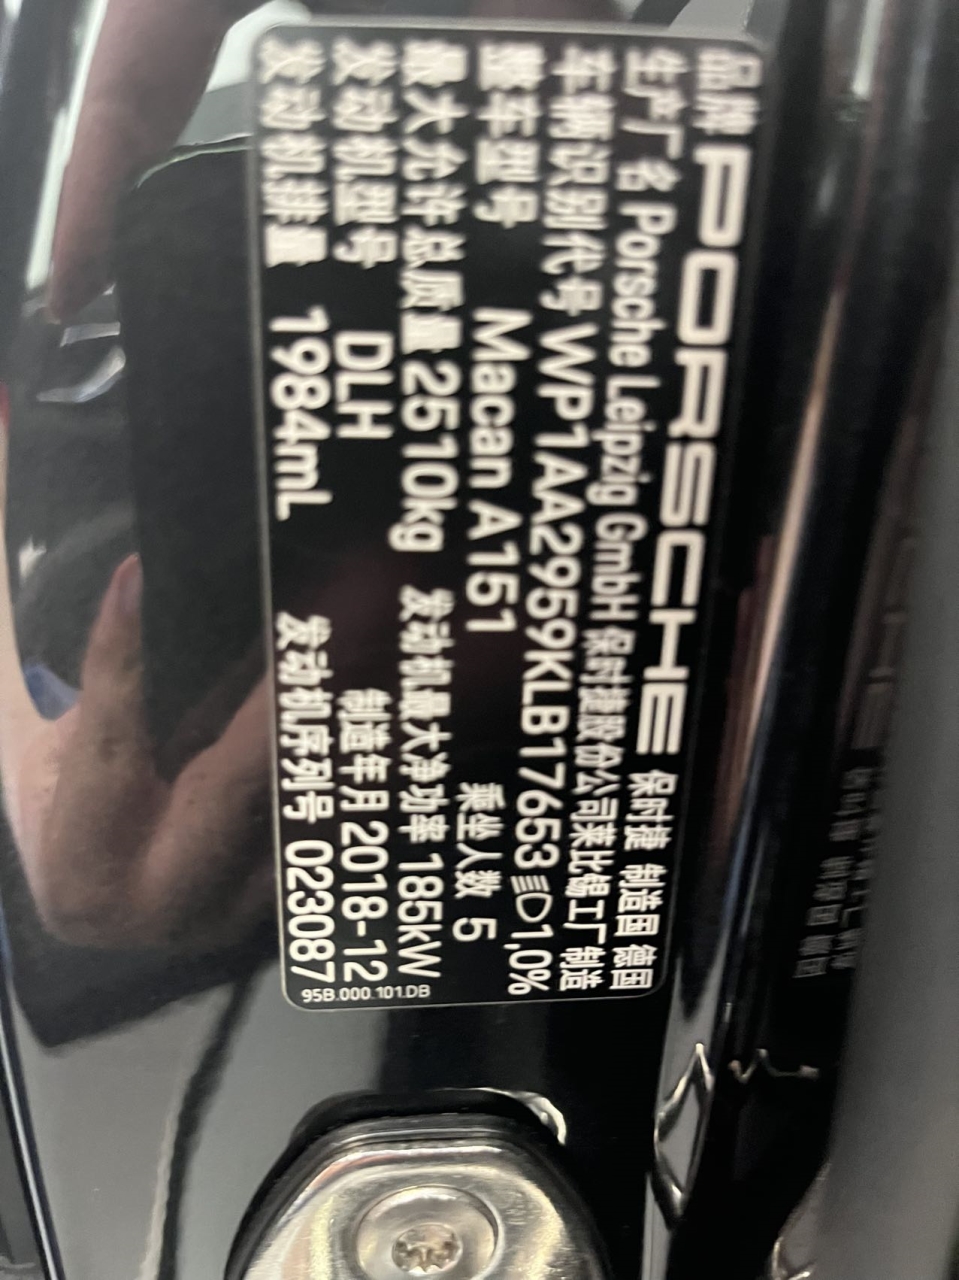 品牌 PORSCHE 保时捷 制造国 德国
生产厂名 Porsche Leipzig GmbH 保时捷股份公司莱比锡工厂制造
车辆识别代号 WP1AA2959KLB17653 1,0%
整车型号 Macan A151 乘坐人数 5
最大允许总质量 2510kg 发动机最大净功率 185kW
发动机型号 DLH 制造年月 2018-12
发动机排量 1984mL 发动机序列号 023087
95B.000.101.DB